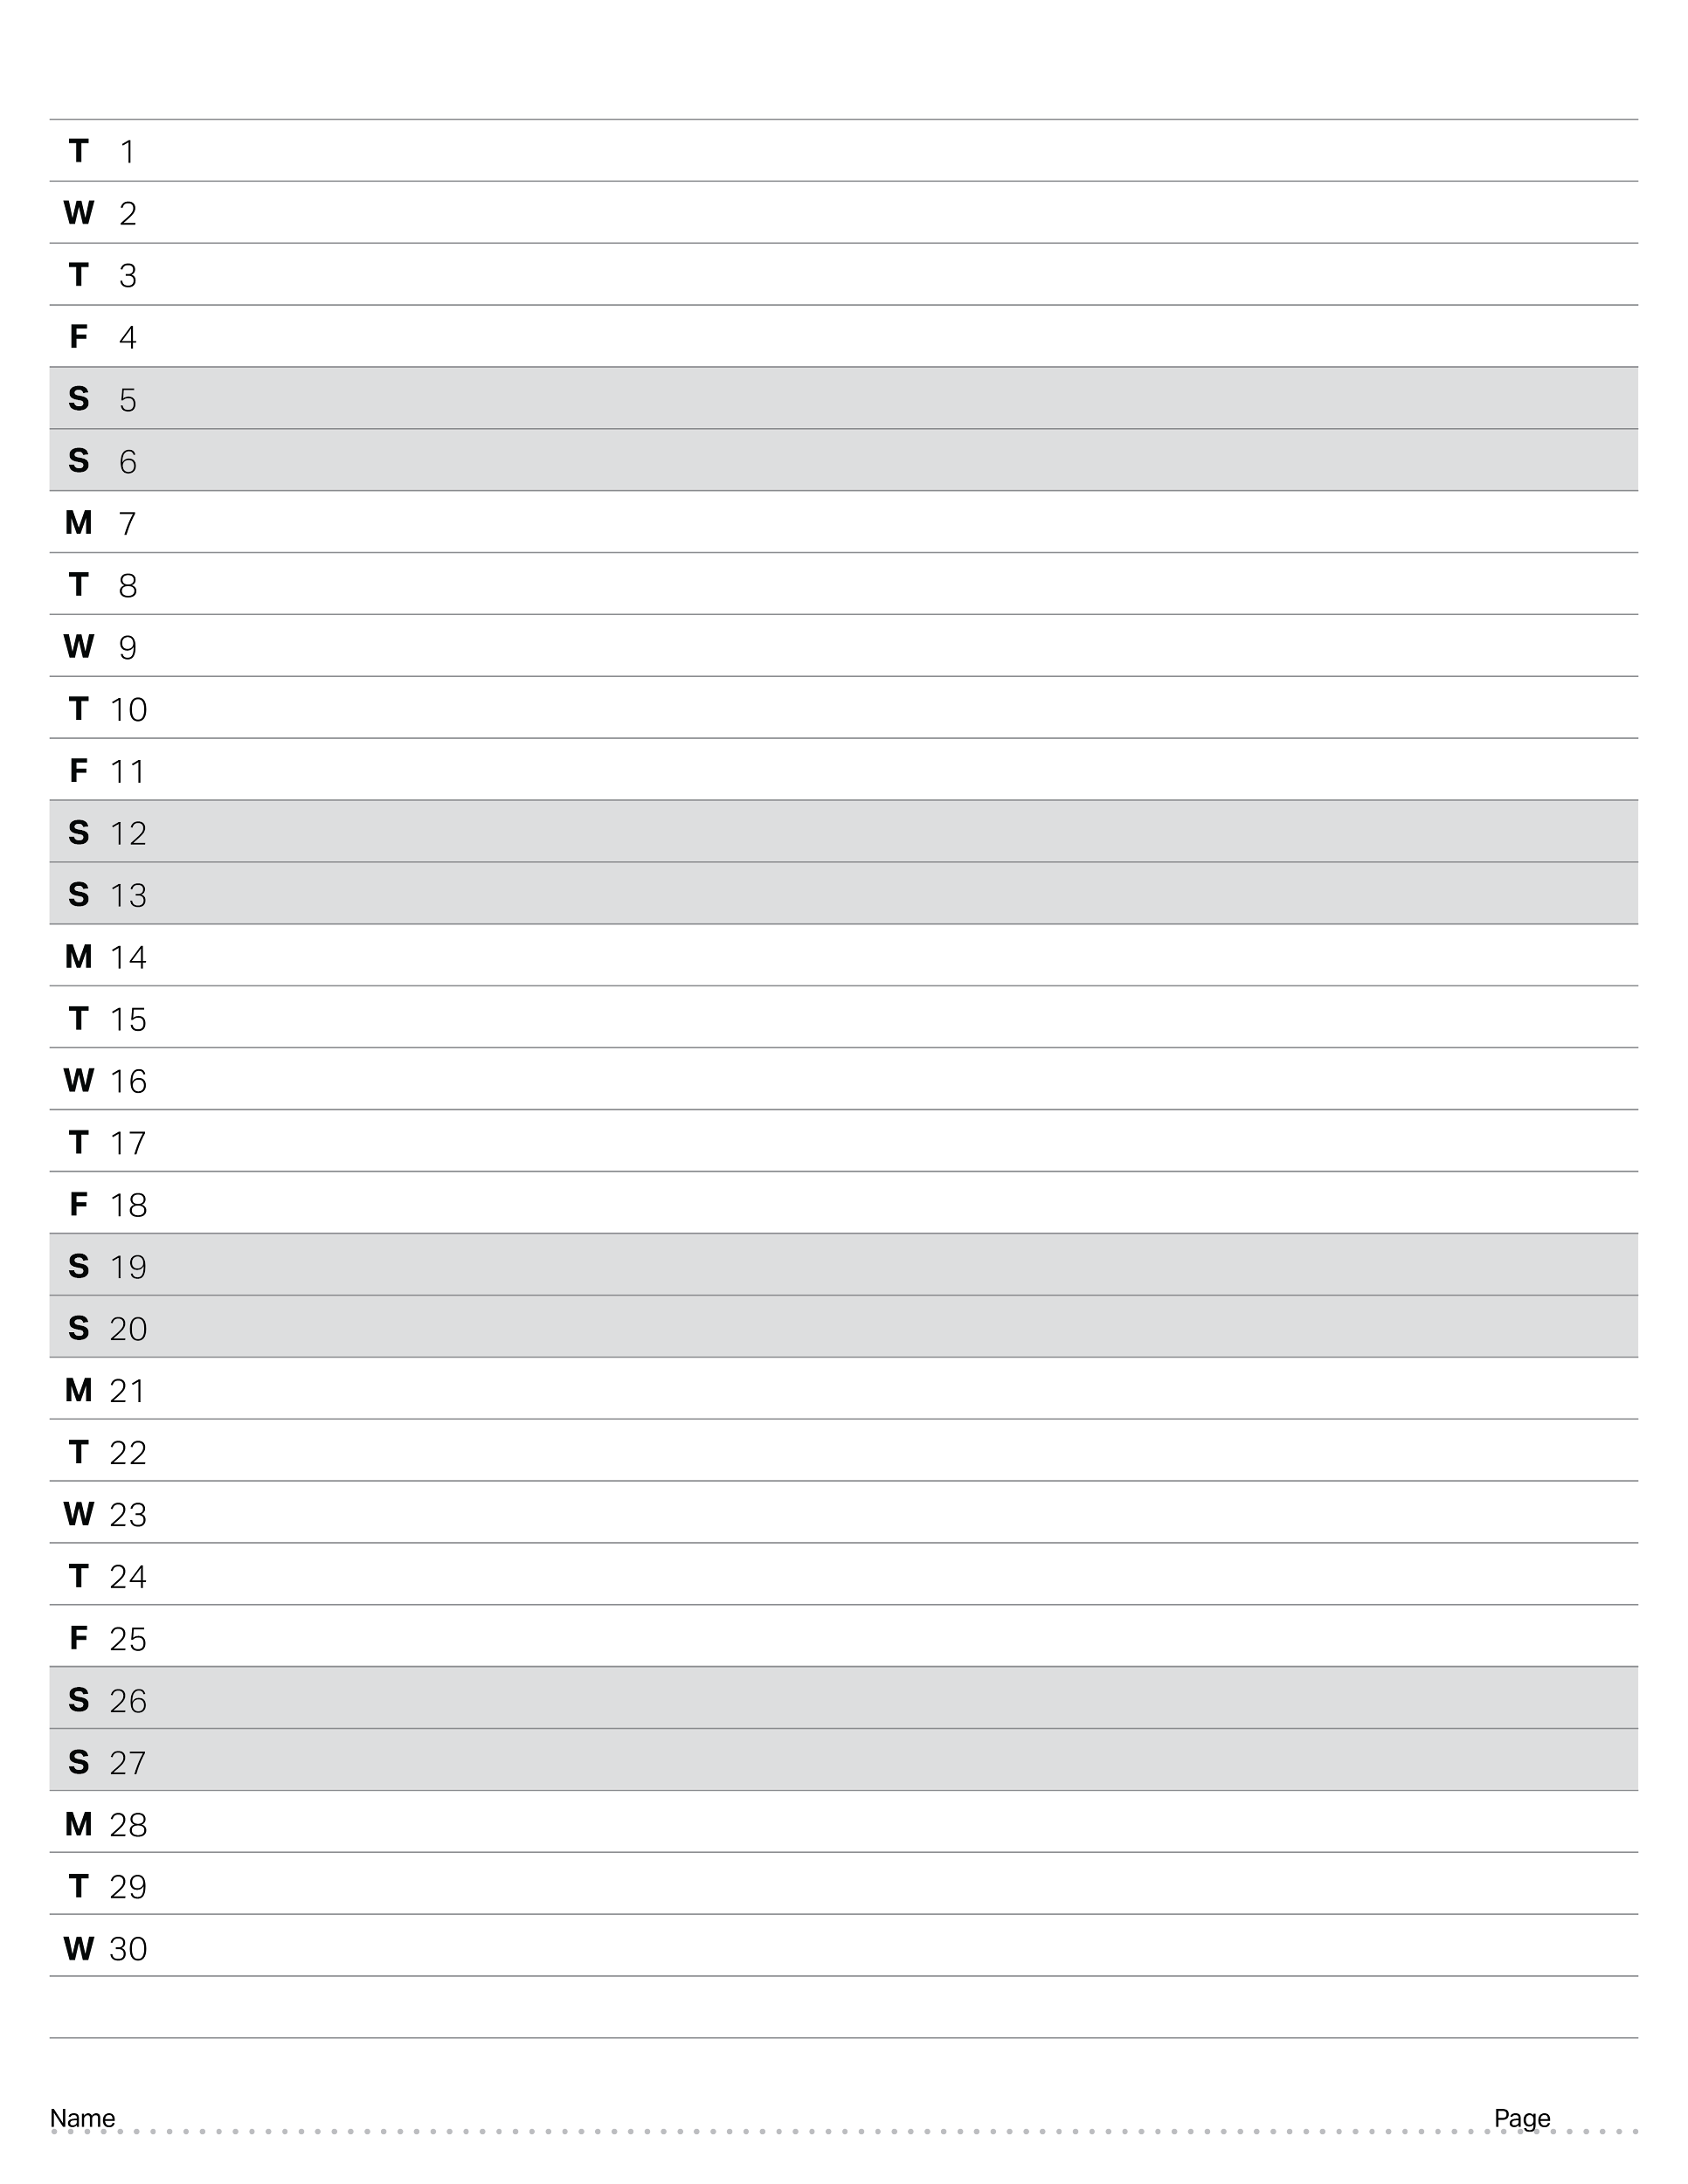 T 1
W 2
T 3
F 4
S 5
S 6
M 7
T 8
W 9
T 10
F 11
S 12
S 13
M 14
T 15
W 16
T 17
F 18
S 19
S 20
M 21
T 22
W 23
T 24
F 25
S 26
S 27
M 28
T 29
W 30
Name Page